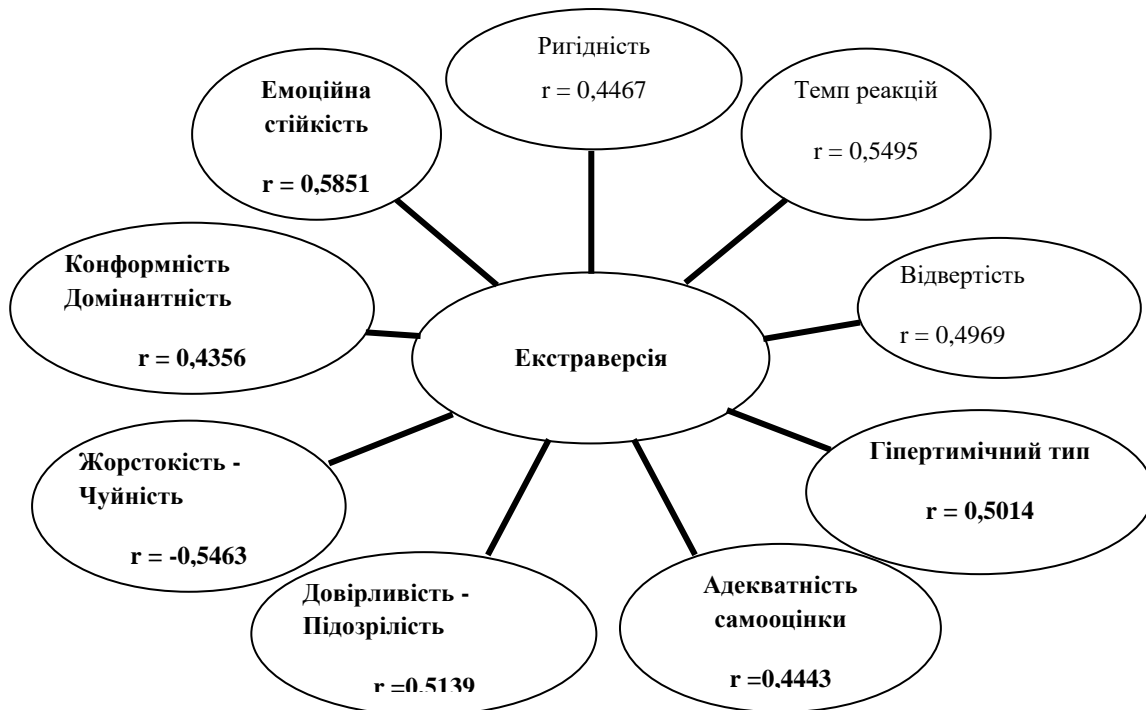 Ригідність
r = 0,4467
Емоційна
стійкість
r = 0,5851
Темп реакцій
r = 0,5495
Конформність
Домінантність
r = 0,4356
Відвертість
r = 0,4969
Екстраверсія
Жорстокість -
Чуйність
r = -0,5463
Гіпертимічний тип
r = 0,5014
Довірливість -
Підозрілість
r =0,5139
Адекватність
самооцінки
r =0,4443